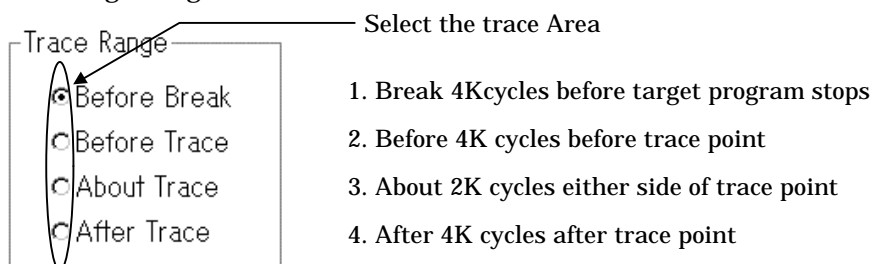 Select the trace Area
Trace Range
Before Break
1. Break 4Kcycles before target program stops
Before Trace
2. Before 4K cycles before trace point
About Trace
3. About 2K cycles either side of trace point
After Trace
4. After 4K cycles after trace point